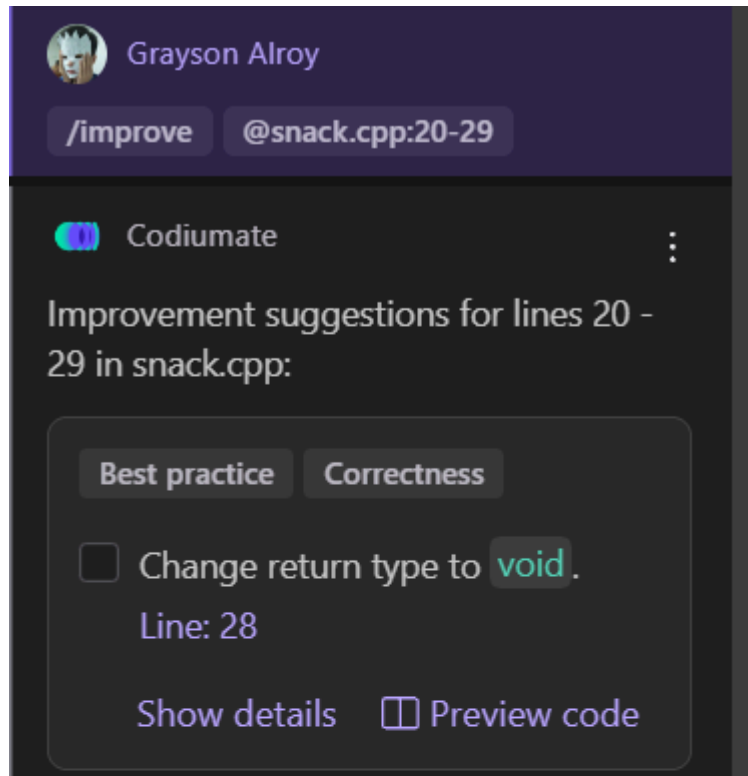 Grayson Alroy
/improve @snack.cpp:20-29
Codiumate
Improvement suggestions for lines 20 -
29 in snack.cpp:
Best practice Correctness
Change return type to void.
Line: 28
Show details Preview code